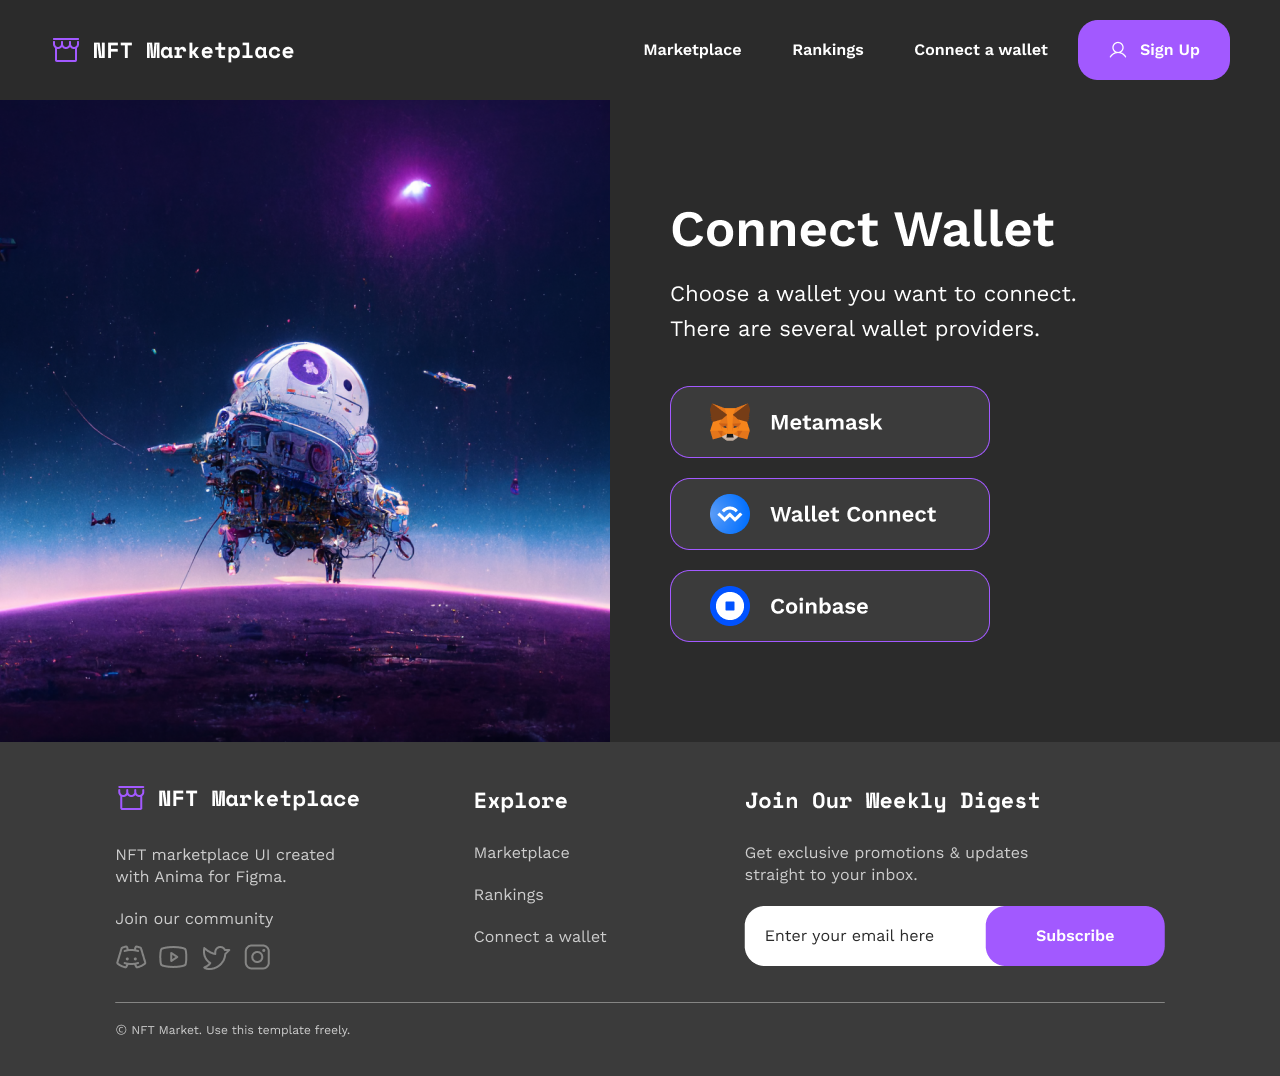 NFT Marketplace
Marketplace
Rankings
Connect a wallet
Sign Up
Connect Wallet
Choose a wallet you want to connect.
There are several wallet providers.
Metamask
Wallet Connect
Coinbase
NFT Marketplace
NFT marketplace UI created
with Anima for Figma.
Join our community
Explore
Marketplace
Rankings
Connect a wallet
Join Our Weekly Digest
Get exclusive promotions & updates
straight to your inbox.
Enter your email here
Subscribe
© NFT Market. Use this template freely.